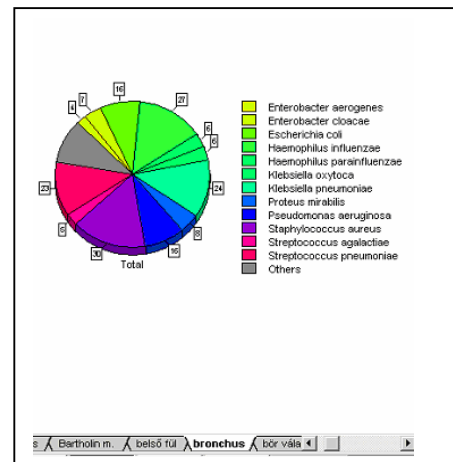 4
7
16
27
6
6
24
8
16
30
5
23
Total
Enterobacter aerogenes
Enterobacter cloacae
Escherichia coli
Haemophilus influenzae
Haemophilus parainfluenzae
Klebsiella oxytoca
Klebsiella pneumoniae
Proteus mirabilis
Pseudomonas aeruginosa
Staphylococcus aureus
Streptococcus agalactiae
Streptococcus pneumoniae
Others
s Bartholin m. belső fül bronchus bőr vála